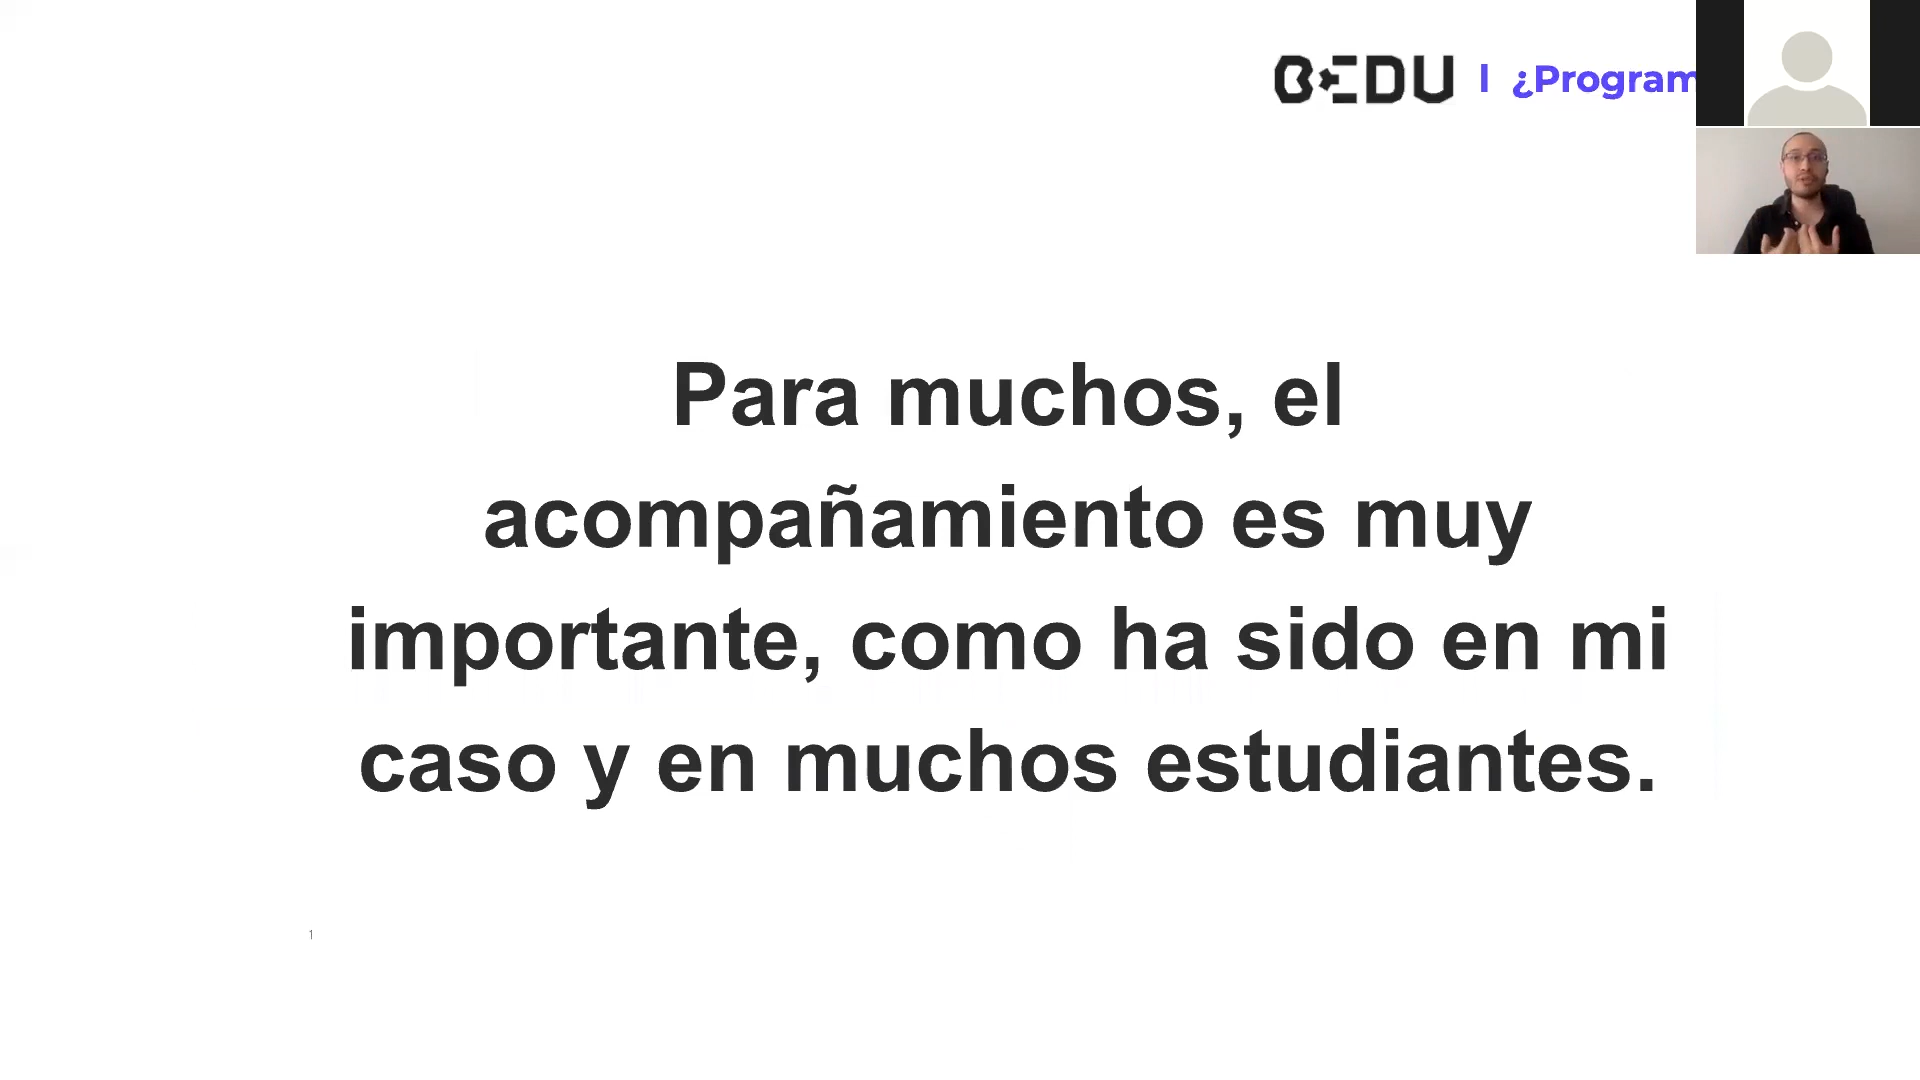 BEDU | ¿Program
Para muchos, el
acompañamiento es muy
importante, como ha sido en mi
caso y en muchos estudiantes.
1